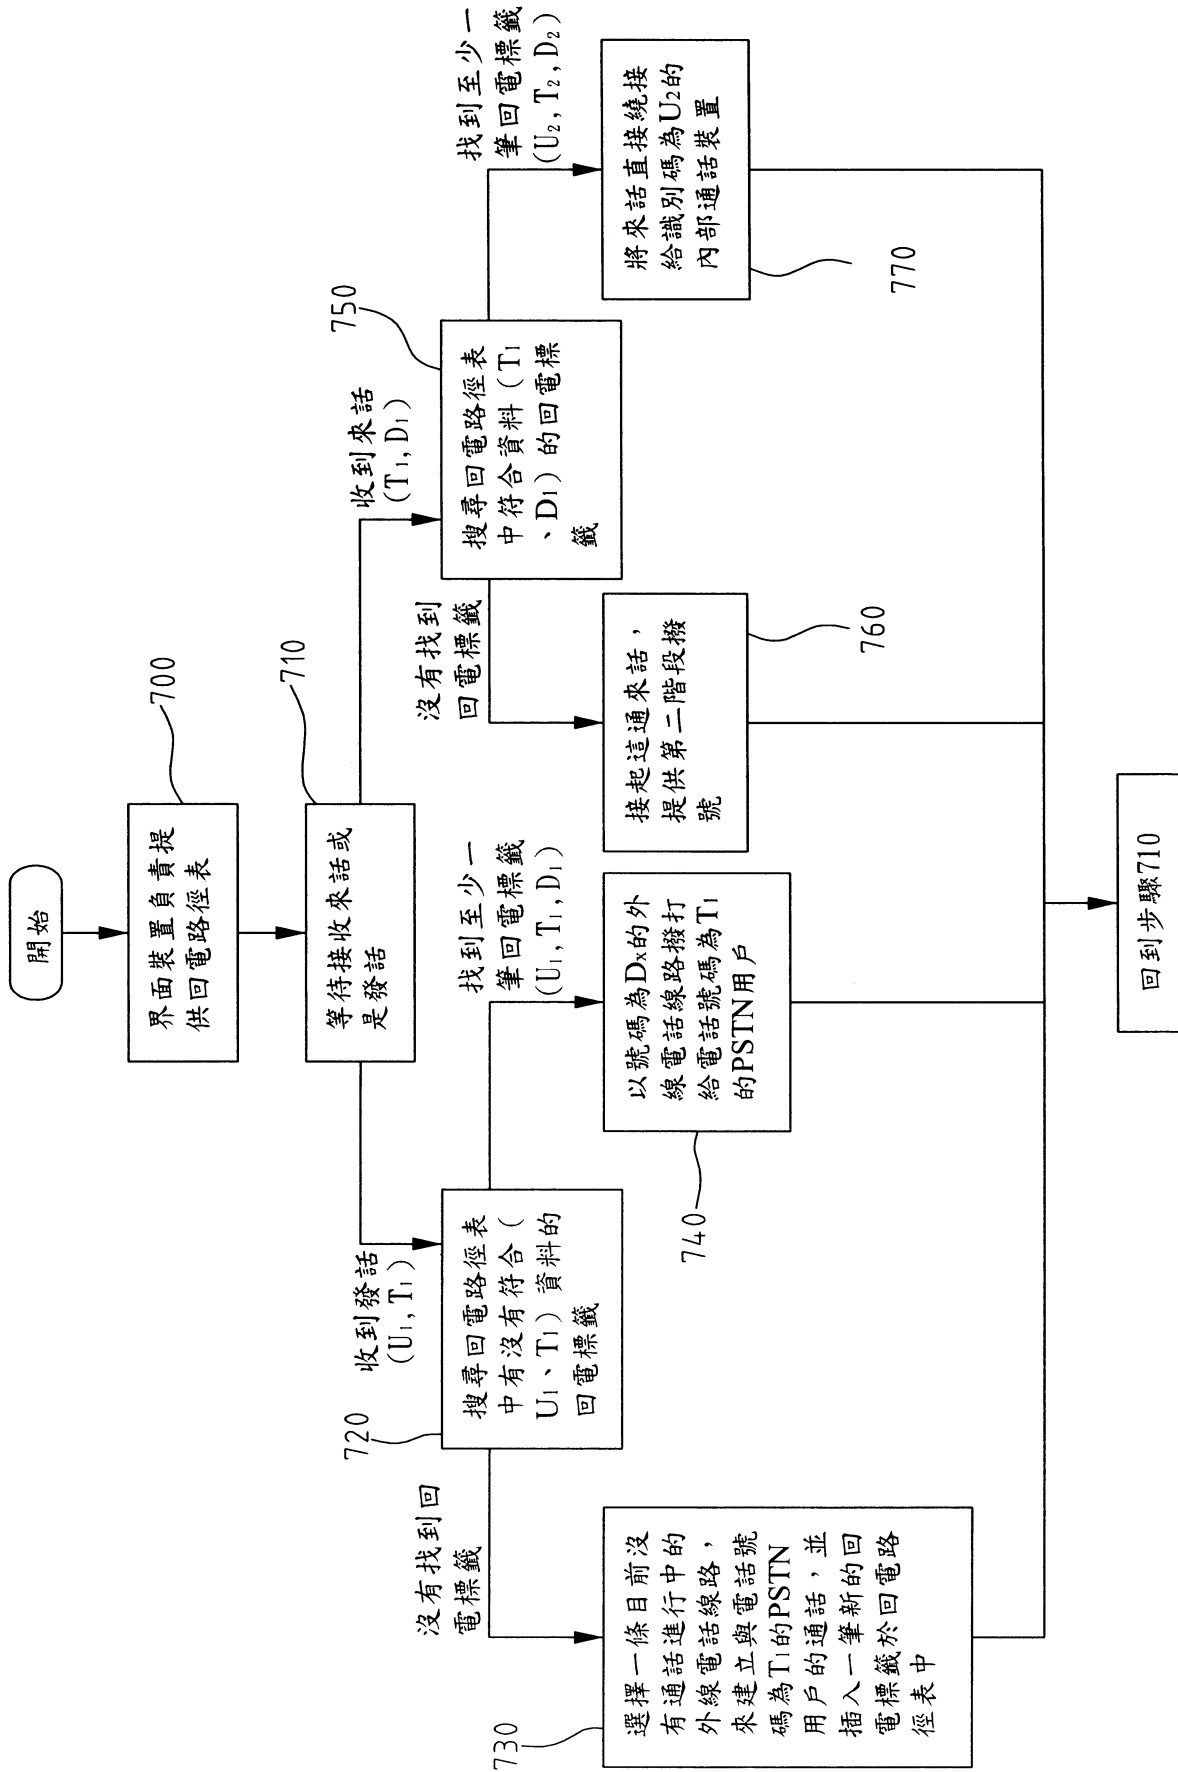 開始
700
界面裝置負責提
供回電路徑表
710
等待接收來話或
是發話
收到發話
(U1,T1)
收到來話
(T1,D1)
720
搜尋回電路徑表
中有沒有符合(
U1、T1)資料的
回電標籤
750
搜尋回電路徑表
中符合資料(T1
、D1)的回電標
籤
沒有找到回
電標籤
找到至少一
筆回電標籤
(U1,T1,D1)
沒有找到
回電標籤
找到至少一
筆回電標籤
(U2,T2,D2)
730
選擇一條目前沒
有通話進行中的
外線電話線路,
來建立與電話號
碼為T1的PSTN
用戶的通話,並
插入一筆新的回
電標籤於回電路
徑表中
740
以號碼為Dx的外
線電話線路撥打
給電話號碼為T1
的PSTN用戶
760
接起這通來話,
提供第二階段撥
號
770
將來話直接繞接
給識別碼為U2的
內部通話裝置
回到步驟710